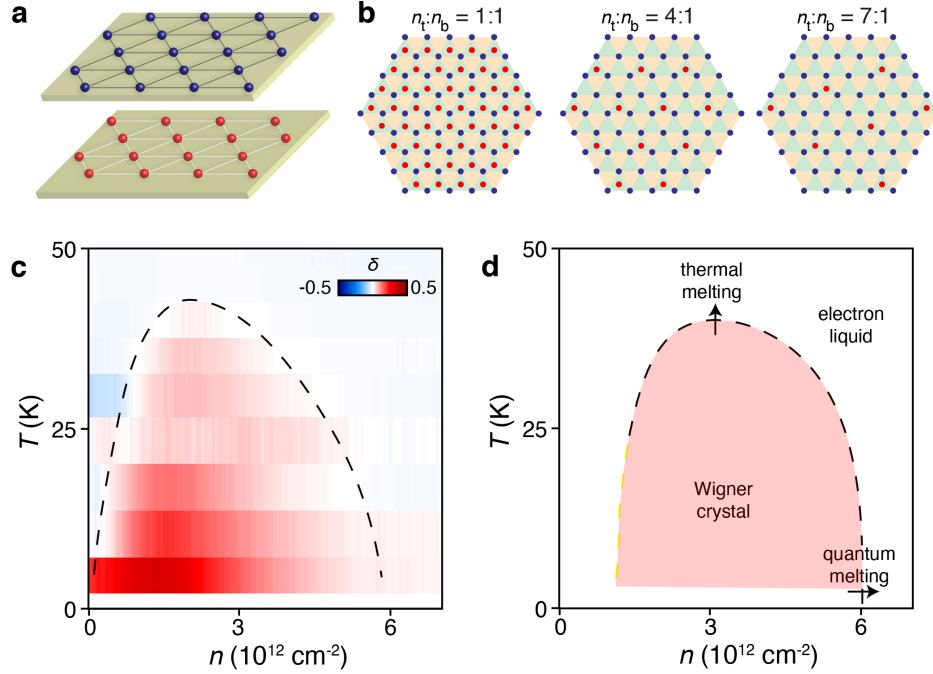 a
b
n_t:n_b = 1:1
n_t:n_b = 4:1
n_t:n_b = 7:1
c
50
25
0
T (K)
δ
-0.5
0.5
0
3
6
n (10^12 cm^-2)
d
50
25
0
T (K)
thermal
melting
electron
liquid
Wigner
crystal
quantum
melting
0
3
6
n (10^12 cm^-2)